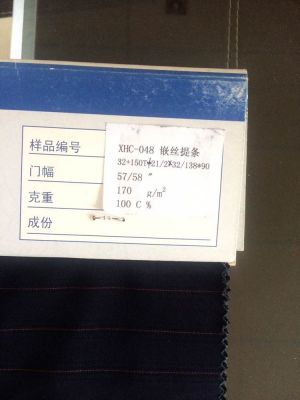 样品编号 XHC-048 嵌丝提条
32+150T*21/2*32/138*90
门幅 57/58 "
克重 170 g/m²
成份 100 C %